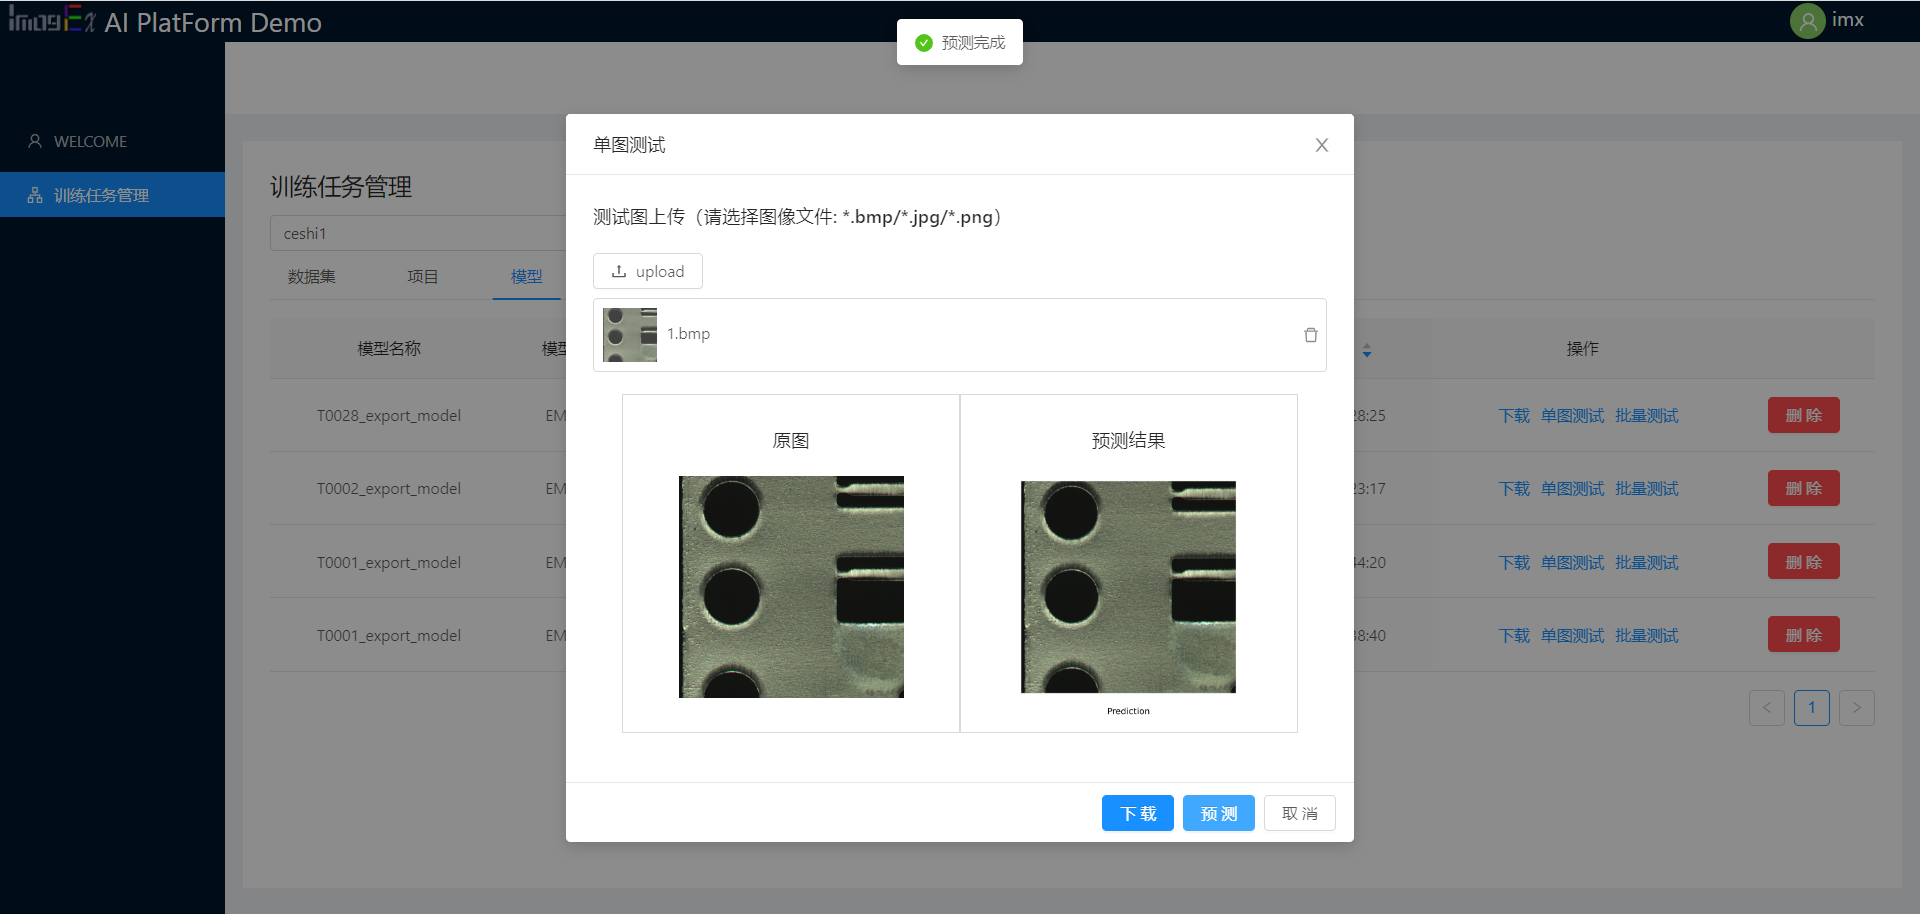 ImagEx AI PlatForm Demo
imx
预测完成
WELCOME
训练任务管理
训练任务管理
ceshi1
数据集 项目 模型
模型名称 模型 操作
T0028_export_model EM 28:25 下载 单图测试 批量测试 删 除
T0002_export_model EM 23:17 下载 单图测试 批量测试 删 除
T0001_export_model EM 44:20 下载 单图测试 批量测试 删 除
T0001_export_model EM 38:40 下载 单图测试 批量测试 删 除
< 1 >
单图测试
测试图上传（请选择图像文件: *.bmp/*.jpg/*.png）
upload
1.bmp
原图 预测结果
Prediction
下 载 预 测 取 消